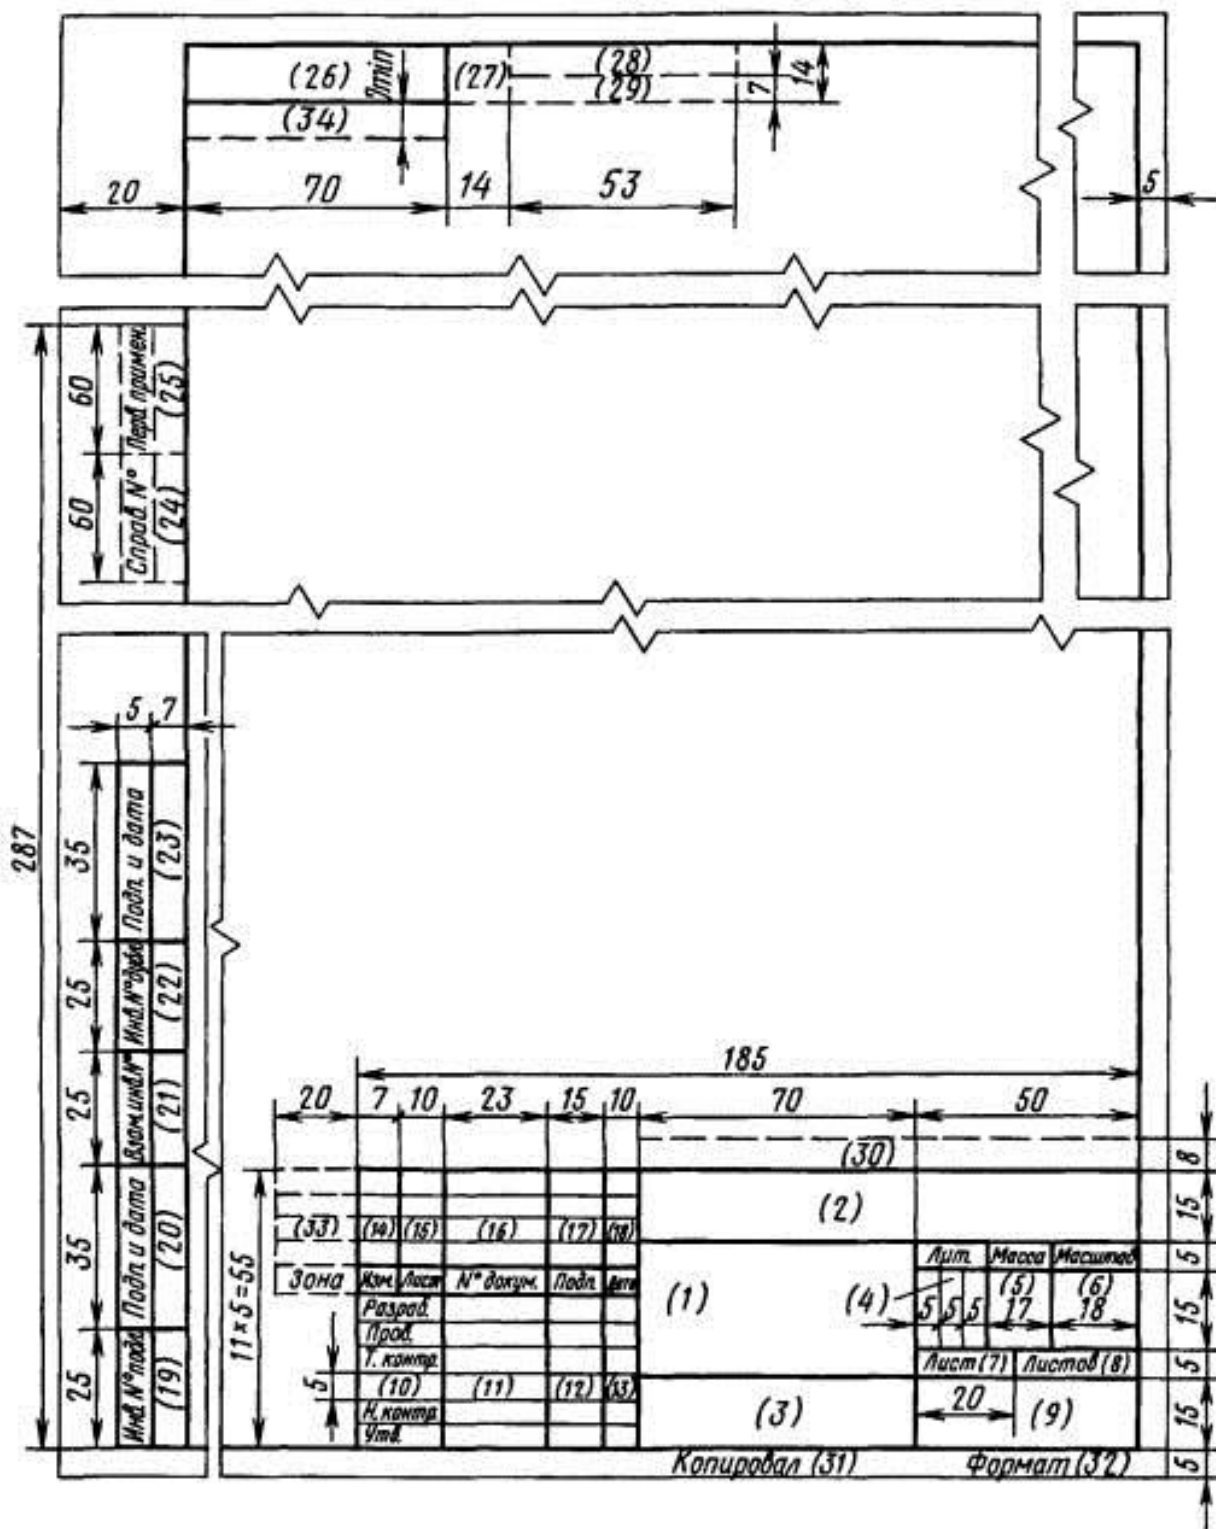 (26) 7min (27) (28) 7 14
(29)
(34)
20 70 14 53 5
287
60 Перв. примен. (25)
60 Справ. № (24)
5 7
35 Подп. и дата (23)
25 Инв.№дубл. (22)
25 Взам.инв.№ (21)
35 Подп. и дата (20)
25 Инв.№подл. (19)
185
20 7 10 23 15 10 70 50
(30) 8
(2) 15
(33) (14) (15) (16) (17) (18)
Лит. Масса Масштаб 5
Зона Изм. Лист № докум. Подп. Дата
(1) (4) (5) (6)
5 5 5 17 18 15
11×5=55
Разраб.
Пров.
Т. контр.
Лист (7) Листов (8) 5
5 (10) (11) (12) (13)
(3) 20 (9) 15
Н. контр.
Утв.
Копировал (31) Формат (32) 5